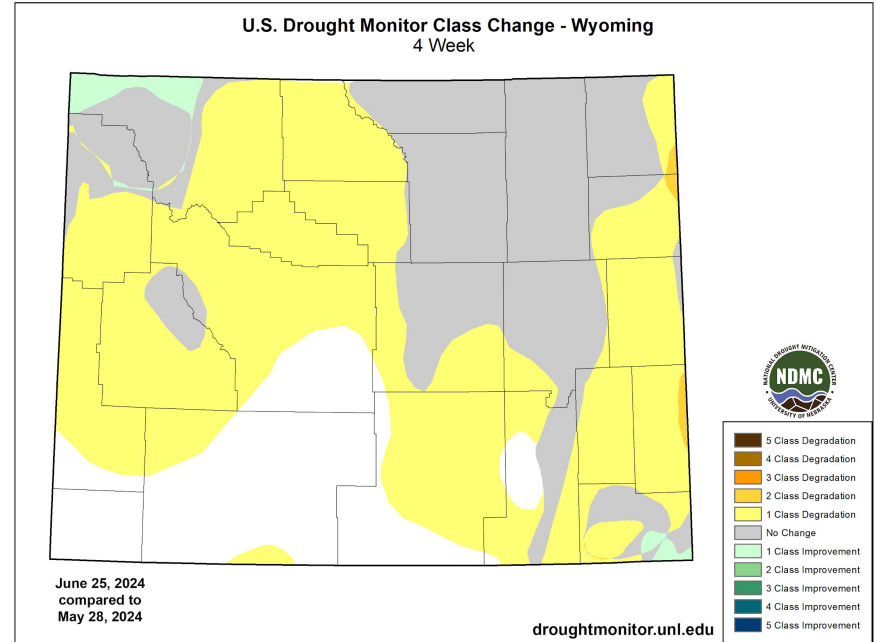 U.S. Drought Monitor Class Change - Wyoming
4 Week
NATIONAL DROUGHT MITIGATION CENTER
NDMC
UNIVERSITY OF NEBRASKA
5 Class Degradation
4 Class Degradation
3 Class Degradation
2 Class Degradation
1 Class Degradation
No Change
1 Class Improvement
2 Class Improvement
3 Class Improvement
4 Class Improvement
5 Class Improvement
June 25, 2024
compared to
May 28, 2024
droughtmonitor.unl.edu